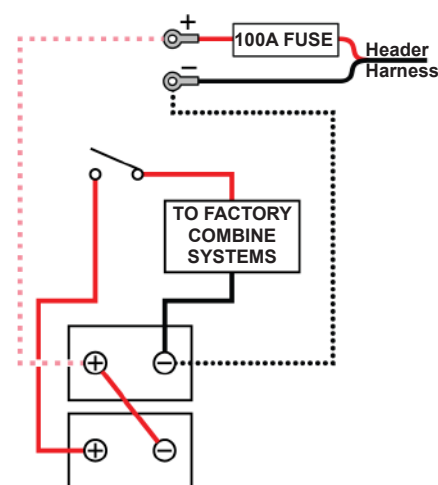 +
100A FUSE
Header
Harness
−
TO FACTORY
COMBINE
SYSTEMS
+ −
+ −